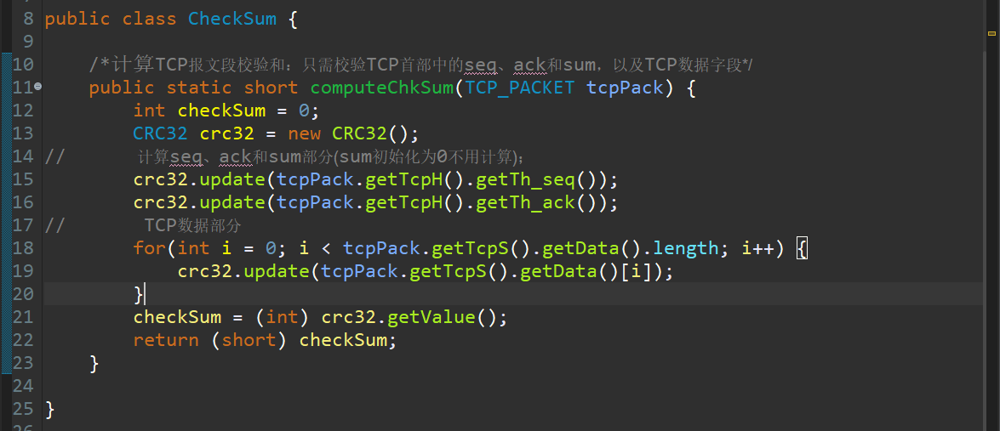 8 public class CheckSum {
9
10 /*计算TCP报文段校验和：只需校验TCP首部中的seq、ack和sum，以及TCP数据字段*/
11 public static short computeChkSum(TCP_PACKET tcpPack) {
12 int checkSum = 0;
13 CRC32 crc32 = new CRC32();
14 // 计算seq、ack和sum部分(sum初始化为0不用计算)；
15 crc32.update(tcpPack.getTcpH().getTh_seq());
16 crc32.update(tcpPack.getTcpH().getTh_ack());
17 // TCP数据部分
18 for(int i = 0; i < tcpPack.getTcpS().getData().length; i++) {
19 crc32.update(tcpPack.getTcpS().getData()[i]);
20 }
21 checkSum = (int) crc32.getValue();
22 return (short) checkSum;
23 }
24
25 }